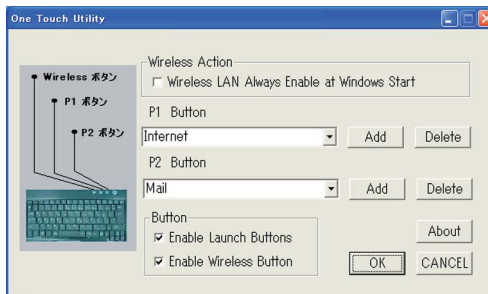 One Touch Utility
Wireless ボタン
P1 ボタン
P2 ボタン
Wireless Action
Wireless LAN Always Enable at Windows Start
P1 Button
Internet
Add
Delete
P2 Button
Mail
Add
Delete
Button
Enable Launch Buttons
Enable Wireless Button
About
OK
CANCEL